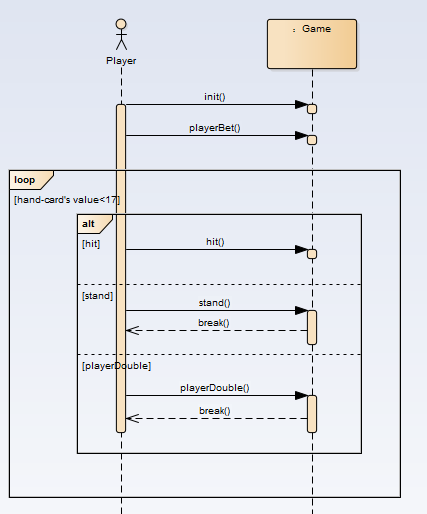 : Game
Player
init()
playerBet()
loop
[hand-card's value<17]
alt
[hit]
hit()
[stand]
stand()
break()
[playerDouble]
playerDouble()
break()